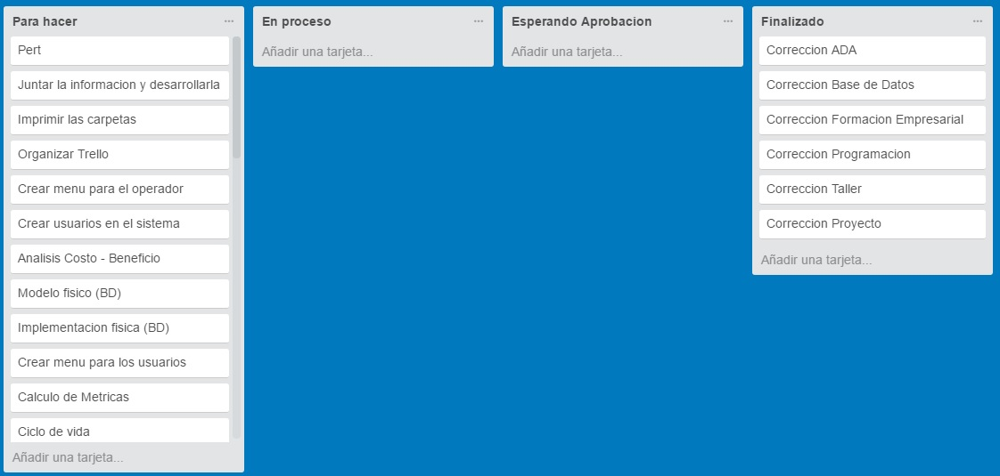 Para hacer
Pert
Juntar la informacion y desarrollarla
Imprimir las carpetas
Organizar Trello
Crear menu para el operador
Crear usuarios en el sistema
Analisis Costo - Beneficio
Modelo fisico (BD)
Implementacion fisica (BD)
Crear menu para los usuarios
Calculo de Metricas
Ciclo de vida
Añadir una tarjeta...
En proceso
Añadir una tarjeta...
Esperando Aprobacion
Añadir una tarjeta...
Finalizado
Correccion ADA
Correccion Base de Datos
Correccion Formacion Empresarial
Correccion Programacion
Correccion Taller
Correccion Proyecto
Añadir una tarjeta...